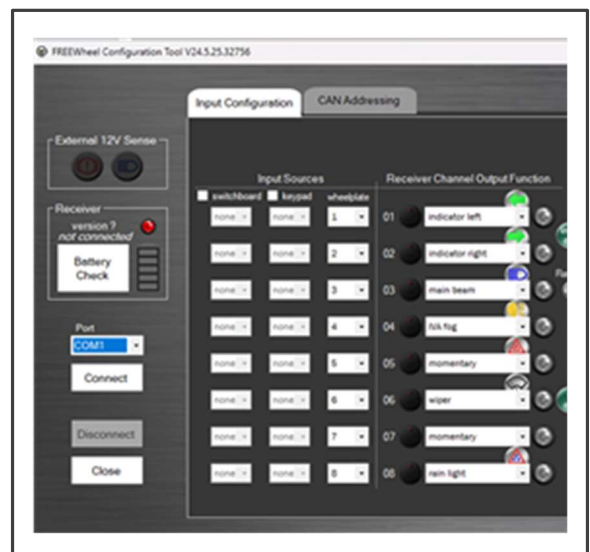 FREEWheel Configuration Tool V24.5.25.32756
Input Configuration CAN Addressing
External 12V Sense
Input Sources Receiver Channel Output Function
switchboard keypad wheelplate
Receiver
version ?
not connected
Battery
Check
none none 1 01 indicator left
none none 2 02 indicator right
none none 3 03 main beam
none none 4 04 IVA fog
none none 5 05 momentary
none none 6 06 wiper
none none 7 07 momentary
none none 8 08 rain light
Port
COM1
Connect
Disconnect
Close